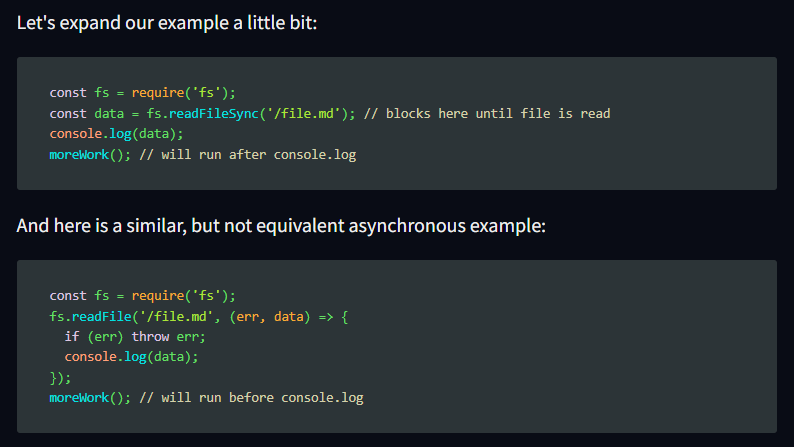 Let's expand our example a little bit:
const fs = require('fs');
const data = fs.readFileSync('/file.md'); // blocks here until file is read
console.log(data);
moreWork(); // will run after console.log
And here is a similar, but not equivalent asynchronous example:
const fs = require('fs');
fs.readFile('/file.md', (err, data) => {
  if (err) throw err;
  console.log(data);
});
moreWork(); // will run before console.log